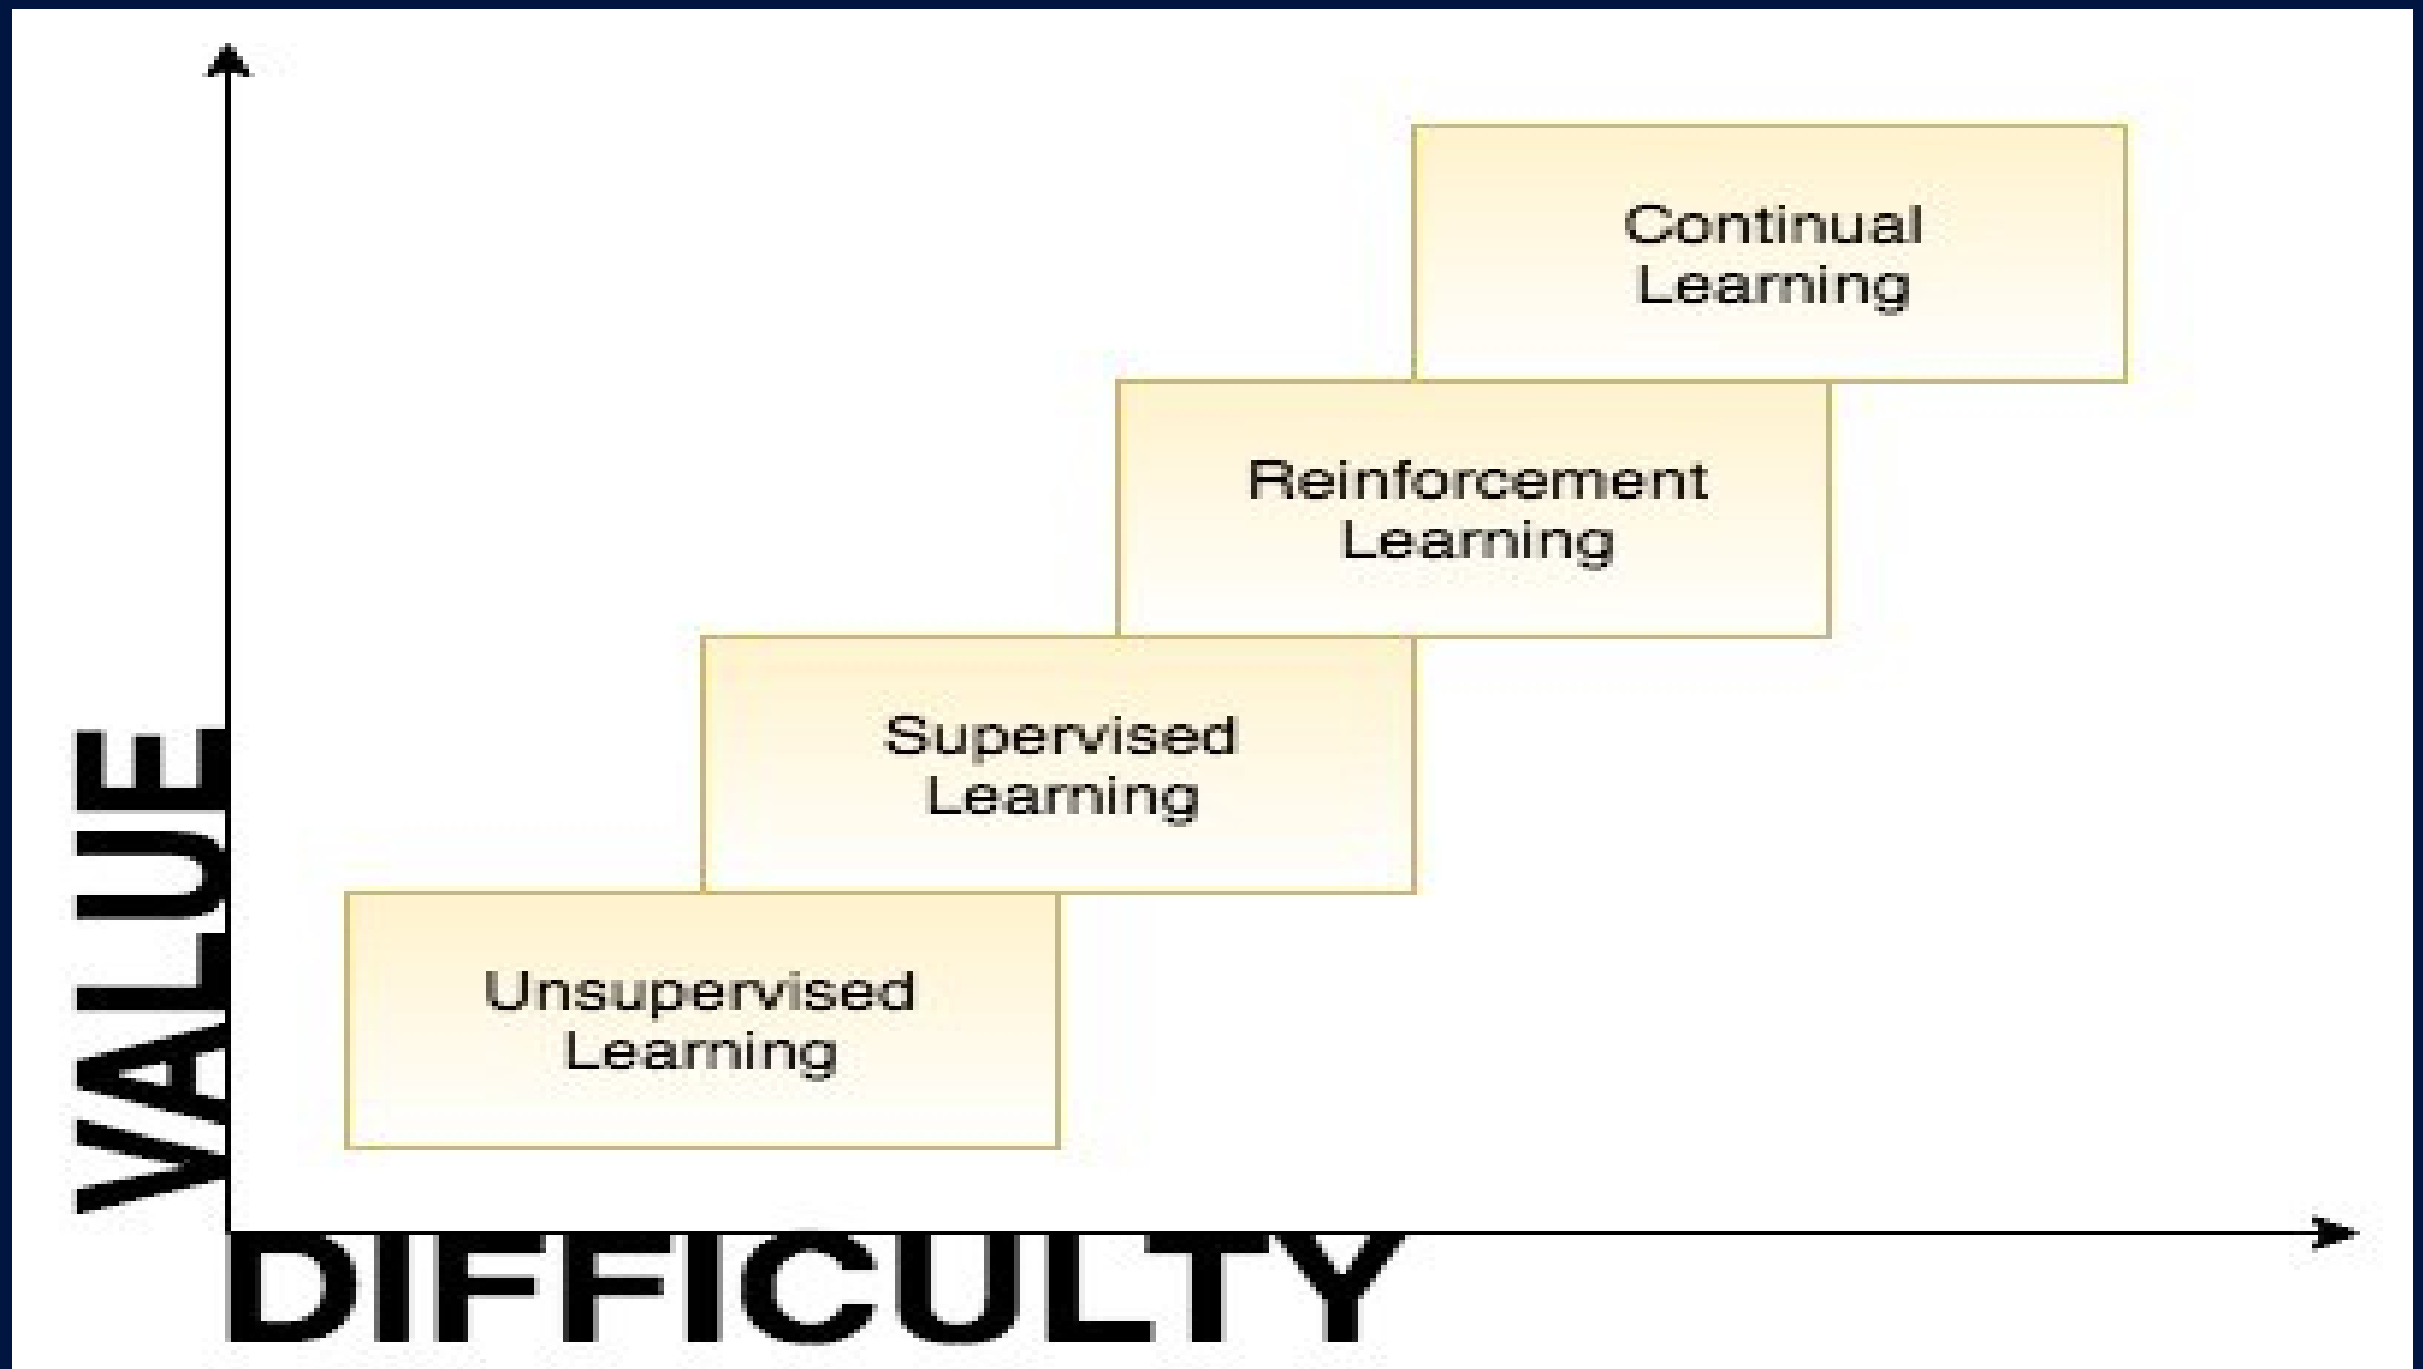 Continual
Learning
Reinforcement
Learning
Supervised
Learning
Unsupervised
Learning
VALUE
DIFFICULTY